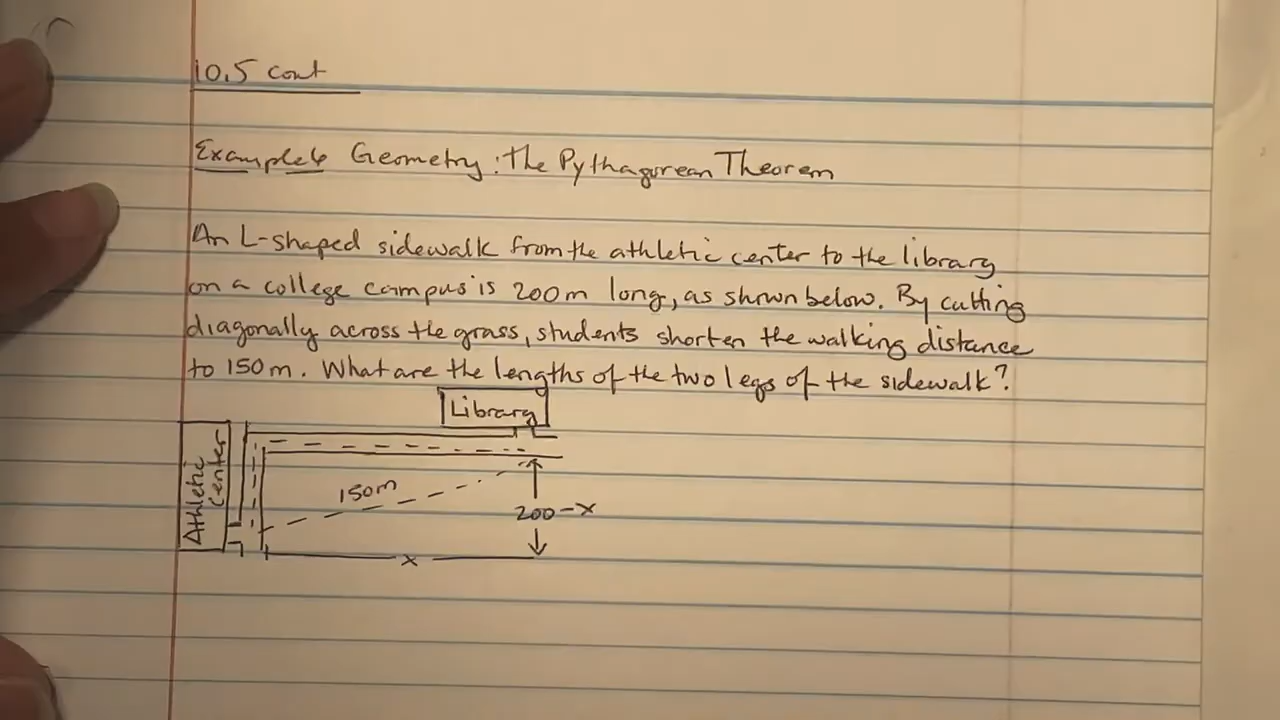 10.5 cont
Example 6 Geometry: the Pythagorean Theorem
An L-shaped sidewalk from the athletic center to the library
on a college campus is 200m long, as shown below. By cutting
diagonally across the grass, students shorten the walking distance
to 150m. What are the lengths of the two legs of the sidewalk?
Library
Athletic
Center
150m
200-x
x